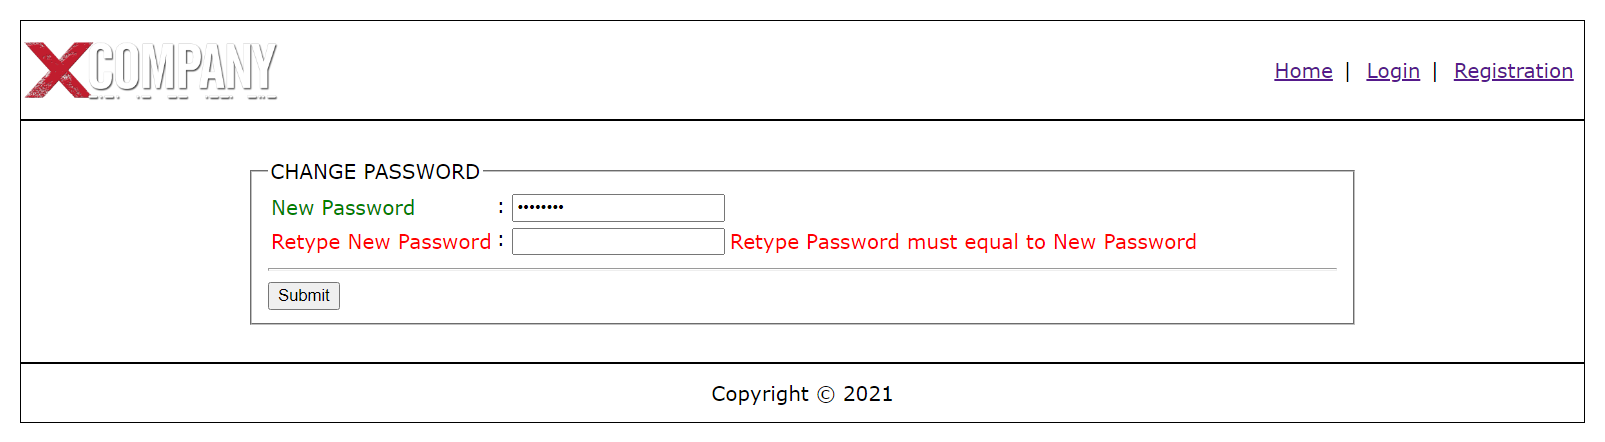 XCOMPANY
Home | Login | Registration
CHANGE PASSWORD
New Password : ••••••••
Retype New Password : Retype Password must equal to New Password
Submit
Copyright © 2021